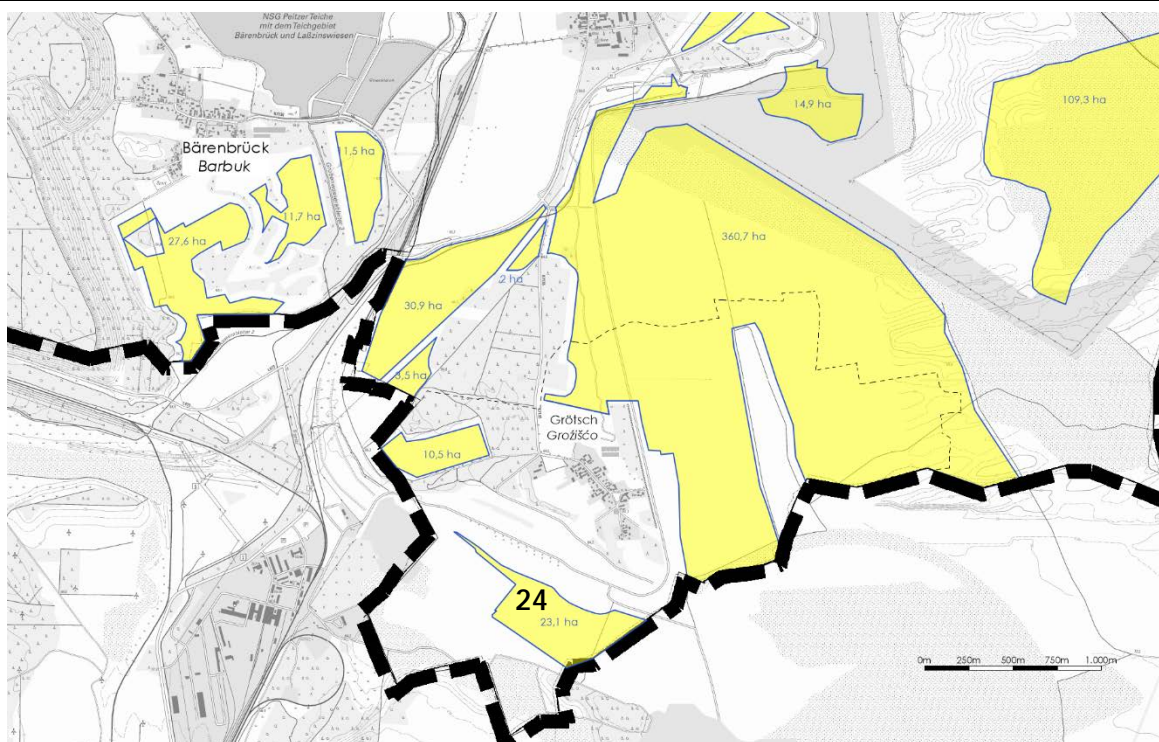 NSG Peitzer Teiche
mit dem Teichgebiet
Bärenbrück und Laßzinswiesen
109,3 ha
14,9 ha
Bärenbrück
Barbuk
11,5 ha
11,7 ha
27,6 ha
360,7 ha
2 ha
30,9 ha
3,5 ha
Grötsch
Grožišćo
10,5 ha
24
23,1 ha
0m 250m 500m 750m 1.000m